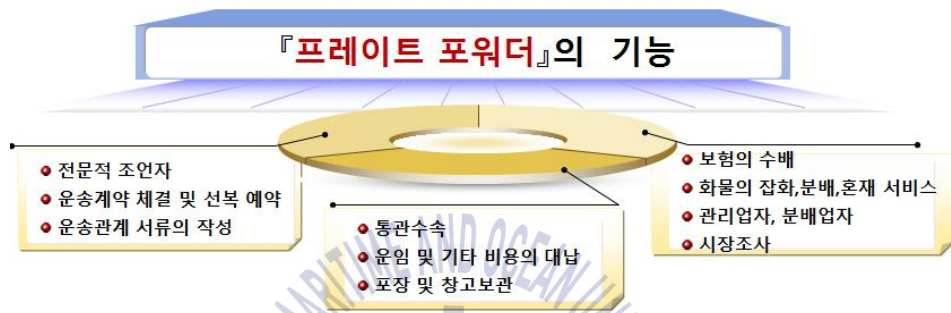 『프레이트 포워더』의 기능
전문적 조언자
운송계약 체결 및 선복 예약
운송관계 서류의 작성
통관수속
운임 및 기타 비용의 대납
포장 및 창고보관
보험의 수배
화물의 잡화,분배,혼재 서비스
관리업자, 분배업자
시장조사
MARITIME AND OCEAN